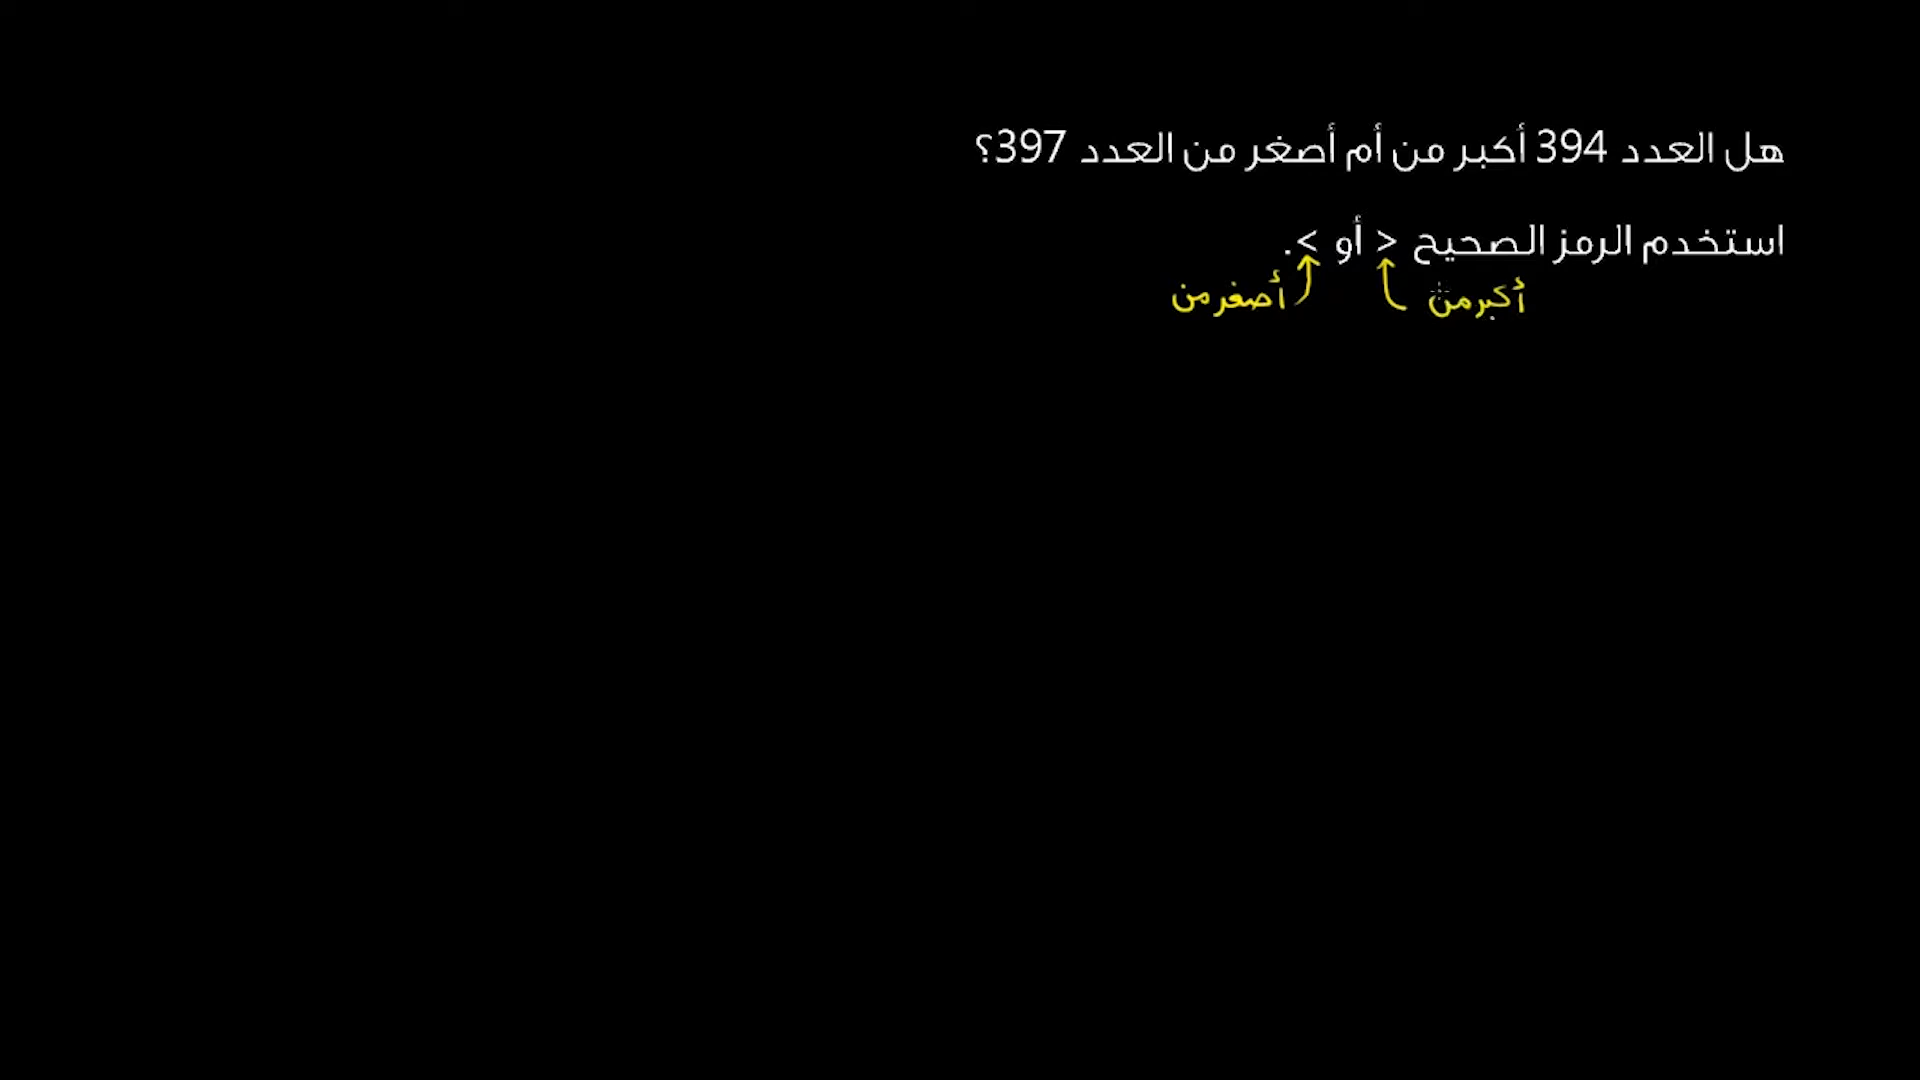 هل العدد 394 أكبر من أم أصغر من العدد 397؟
استخدم الرمز الصحيح > أو <.
أكبر من أصغر من